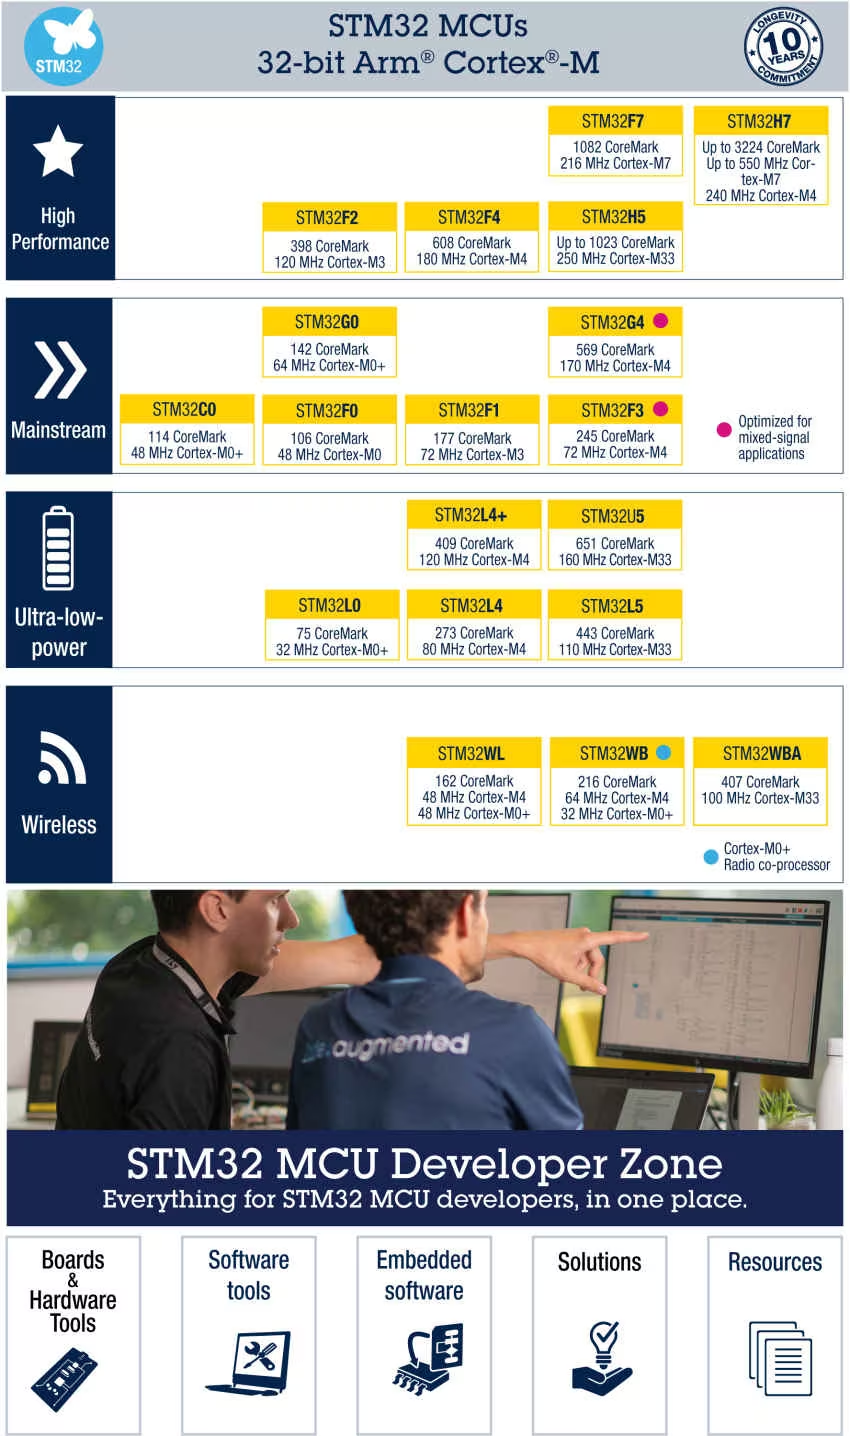 STM32
STM32 MCUs
32-bit Arm® Cortex®-M
LONGEVITY
10
YEARS
COMMITMENT
High
Performance
STM32F7
1082 CoreMark
216 MHz Cortex-M7
STM32H7
Up to 3224 CoreMark
Up to 550 MHz Cor-
tex-M7
240 MHz Cortex-M4
STM32F2
398 CoreMark
120 MHz Cortex-M3
STM32F4
608 CoreMark
180 MHz Cortex-M4
STM32H5
Up to 1023 CoreMark
250 MHz Cortex-M33
Mainstream
STM32G0
142 CoreMark
64 MHz Cortex-M0+
STM32G4
569 CoreMark
170 MHz Cortex-M4
STM32C0
114 CoreMark
48 MHz Cortex-M0+
STM32F0
106 CoreMark
48 MHz Cortex-M0
STM32F1
177 CoreMark
72 MHz Cortex-M3
STM32F3
245 CoreMark
72 MHz Cortex-M4
Optimized for
mixed-signal
applications
Ultra-low-
power
STM32L4+
409 CoreMark
120 MHz Cortex-M4
STM32U5
651 CoreMark
160 MHz Cortex-M33
STM32L0
75 CoreMark
32 MHz Cortex-M0+
STM32L4
273 CoreMark
80 MHz Cortex-M4
STM32L5
443 CoreMark
110 MHz Cortex-M33
Wireless
STM32WL
162 CoreMark
48 MHz Cortex-M4
48 MHz Cortex-M0+
STM32WB
216 CoreMark
64 MHz Cortex-M4
32 MHz Cortex-M0+
STM32WBA
407 CoreMark
100 MHz Cortex-M33
Cortex-M0+
Radio co-processor
life.augmented
STM32 MCU Developer Zone
Everything for STM32 MCU developers, in one place.
Boards
&
Hardware
Tools
Software
tools
Embedded
software
Solutions
Resources